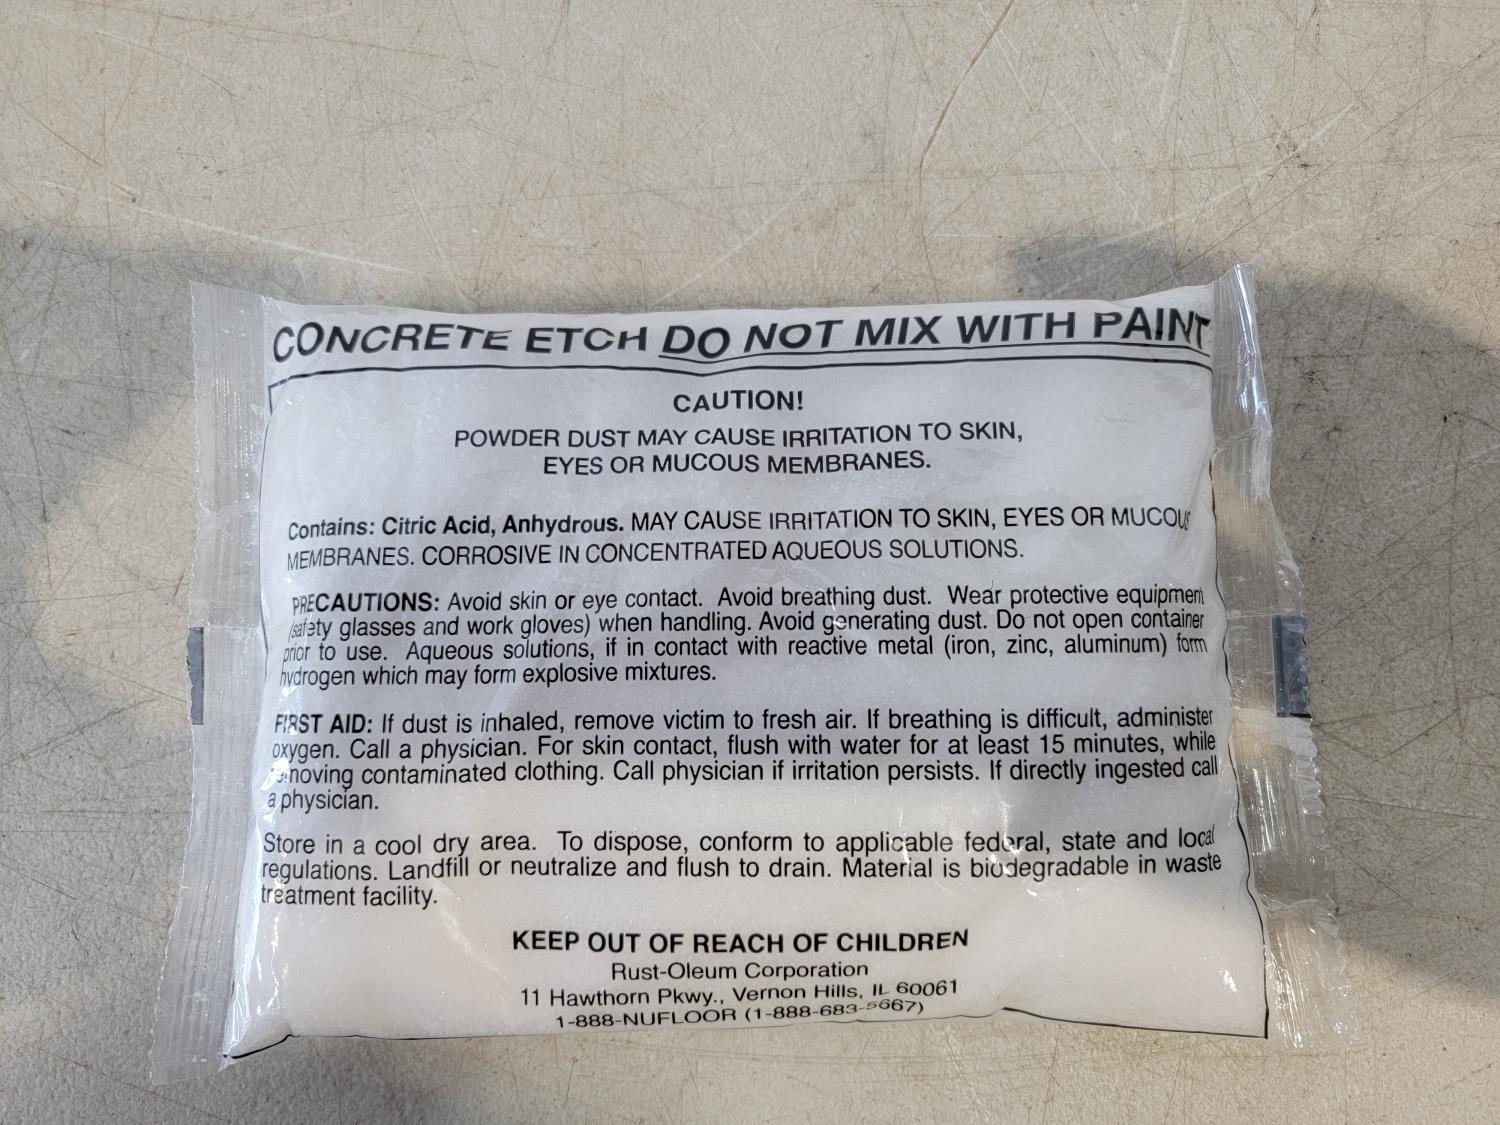 CONCRETE ETCH DO NOT MIX WITH PAINT
CAUTION!
POWDER DUST MAY CAUSE IRRITATION TO SKIN,
EYES OR MUCOUS MEMBRANES.
Contains: Citric Acid, Anhydrous. MAY CAUSE IRRITATION TO SKIN, EYES OR MUCOUS
MEMBRANES. CORROSIVE IN CONCENTRATED AQUEOUS SOLUTIONS.
PRECAUTIONS: Avoid skin or eye contact. Avoid breathing dust. Wear protective equipment
(safety glasses and work gloves) when handling. Avoid generating dust. Do not open container
prior to use. Aqueous solutions, if in contact with reactive metal (iron, zinc, aluminum) form
hydrogen which may form explosive mixtures.
FIRST AID: If dust is inhaled, remove victim to fresh air. If breathing is difficult, administer
oxygen. Call a physician. For skin contact, flush with water for at least 15 minutes, while
removing contaminated clothing. Call physician if irritation persists. If directly ingested call
a physician.
Store in a cool dry area. To dispose, conform to applicable federal, state and local
regulations. Landfill or neutralize and flush to drain. Material is biodegradable in waste
treatment facility.
KEEP OUT OF REACH OF CHILDREN
Rust-Oleum Corporation
11 Hawthorn Pkwy., Vernon Hills, IL 60061
1-888-NUFLOOR (1-888-683-5667)